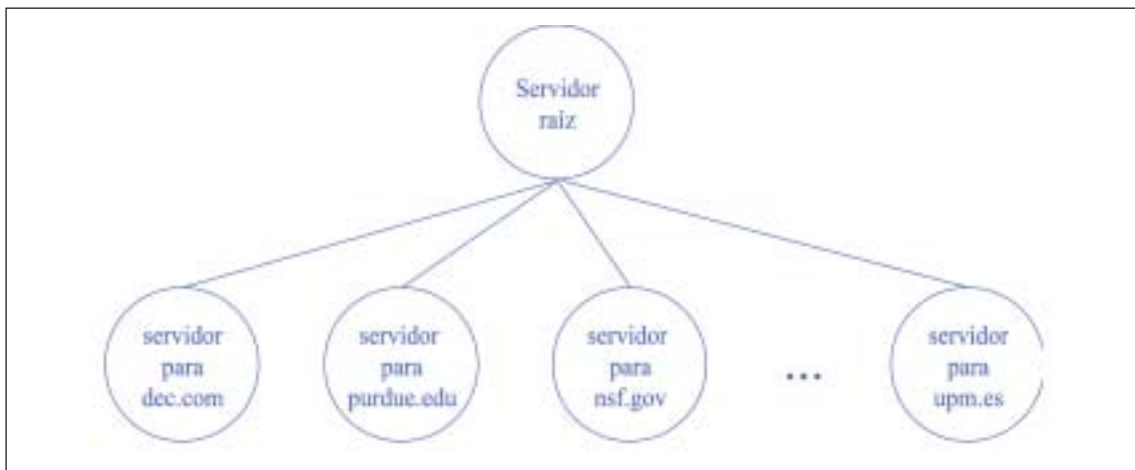 Servidor
raíz
servidor
para
dec.com
servidor
para
purdue.edu
servidor
para
nsf.gov
...
servidor
para
upm.es